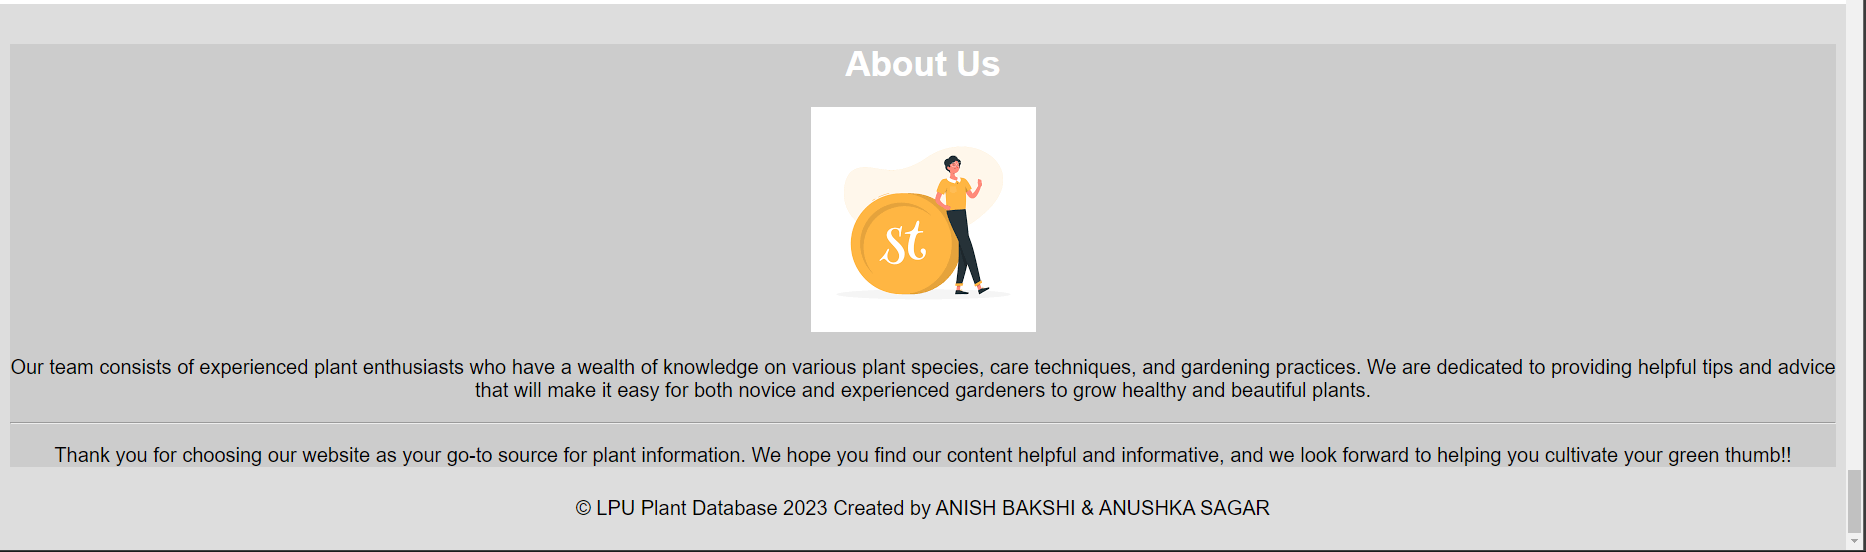 About Us
st
Our team consists of experienced plant enthusiasts who have a wealth of knowledge on various plant species, care techniques, and gardening practices. We are dedicated to providing helpful tips and advice
that will make it easy for both novice and experienced gardeners to grow healthy and beautiful plants.
Thank you for choosing our website as your go-to source for plant information. We hope you find our content helpful and informative, and we look forward to helping you cultivate your green thumb!!
© LPU Plant Database 2023 Created by ANISH BAKSHI & ANUSHKA SAGAR